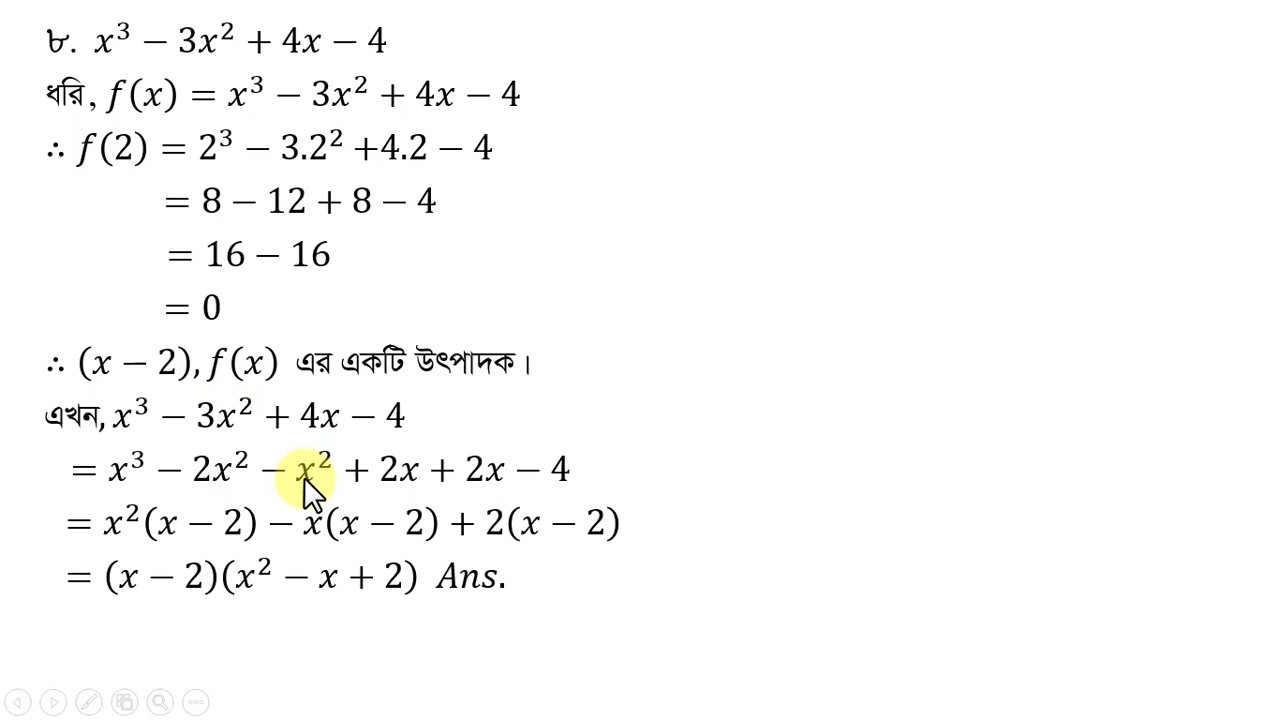 ৮. x³ − 3x² + 4x − 4
ধরি, f(x) = x³ − 3x² + 4x − 4
∴ f(2) = 2³ − 3.2² +4.2 − 4
= 8 − 12 + 8 − 4
= 16 − 16
= 0
∴ (x − 2), f(x) এর একটি উৎপাদক।
এখন, x³ − 3x² + 4x − 4
= x³ − 2x² − x² + 2x + 2x − 4
= x²(x − 2) − x(x − 2) + 2(x − 2)
= (x − 2)(x² − x + 2) Ans.